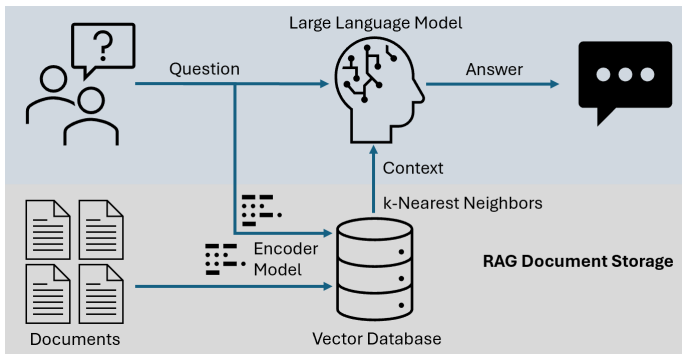 Large Language Model
?
Question
Answer
Context
k-Nearest Neighbors
Encoder
Model
RAG Document Storage
Documents
Vector Database